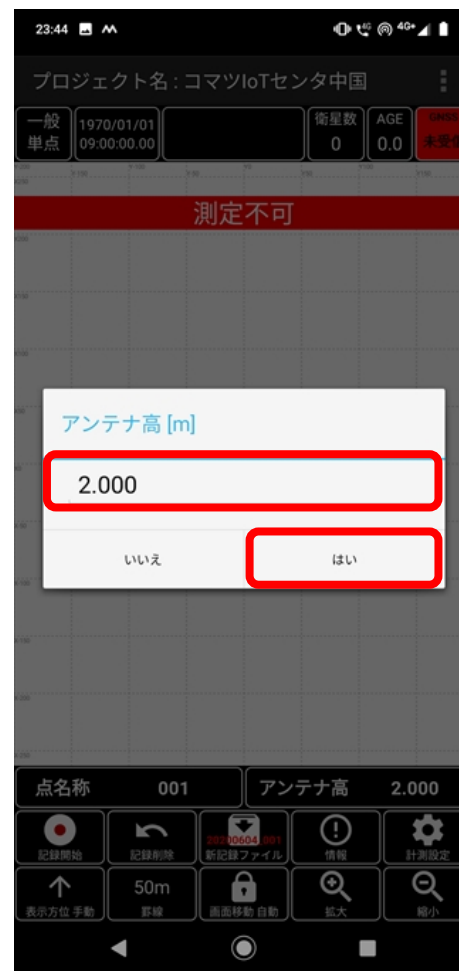 23:44
4G 4G+
プロジェクト名 : コマツIoTセンタ中国
一般
単点
1970/01/01
09:00:00.00
衛星数
0
AGE
0.0
GNSS
未受信
測定不可
アンテナ高 [m]
2.000
いいえ
はい
点名称 001
アンテナ高 2.000
記録開始
記録削除
20200604_001
新記録ファイル
情報
計測設定
表示方位 手動
50m
罫線
画面移動 自動
拡大
縮小